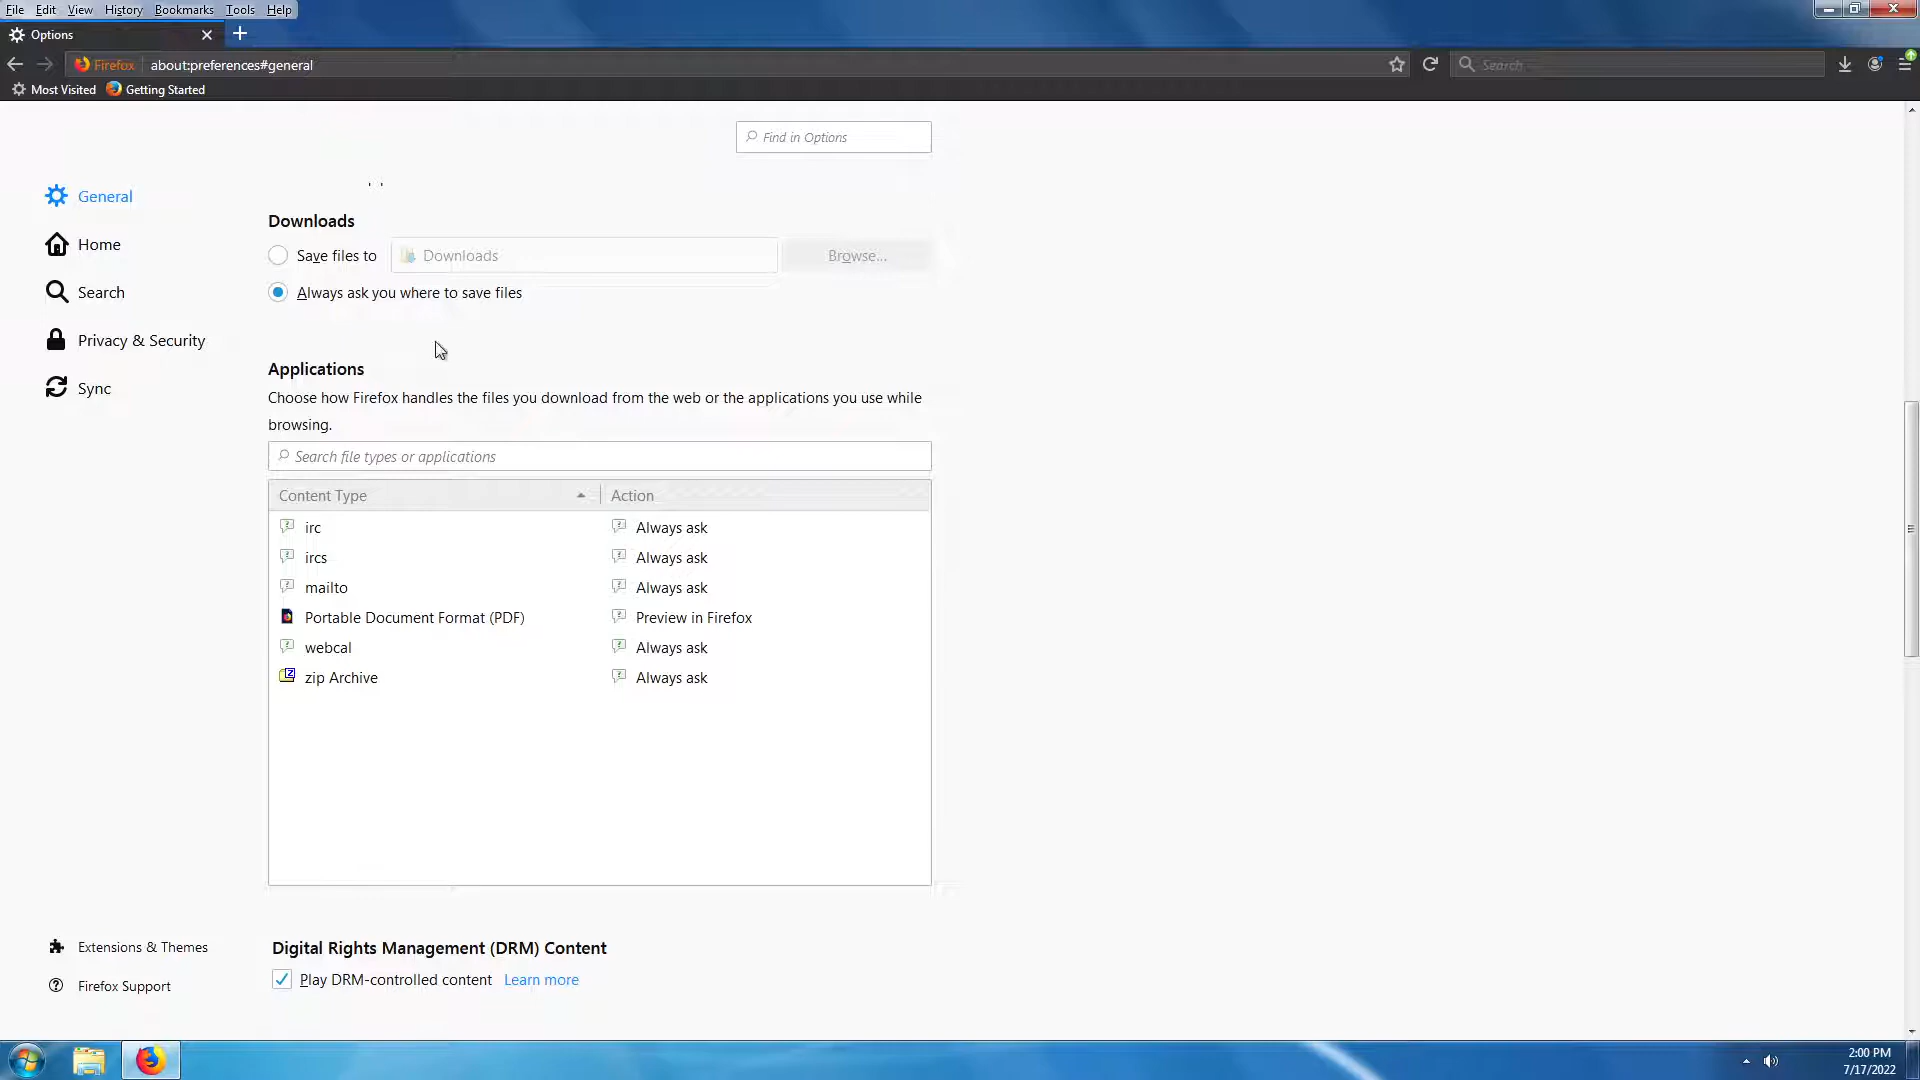 File Edit View History Bookmarks Tools Help
Options
Firefox about:preferences#general
Search
Most Visited Getting Started
Find in Options
General
Home
Search
Privacy & Security
Sync
Downloads
Save files to Downloads Browse...
Always ask you where to save files
Applications
Choose how Firefox handles the files you download from the web or the applications you use while
browsing.
Search file types or applications
Content Type Action
irc Always ask
ircs Always ask
mailto Always ask
Portable Document Format (PDF) Preview in Firefox
webcal Always ask
zip Archive Always ask
Extensions & Themes
Firefox Support
Digital Rights Management (DRM) Content
Play DRM-controlled content Learn more
2:00 PM
7/17/2022